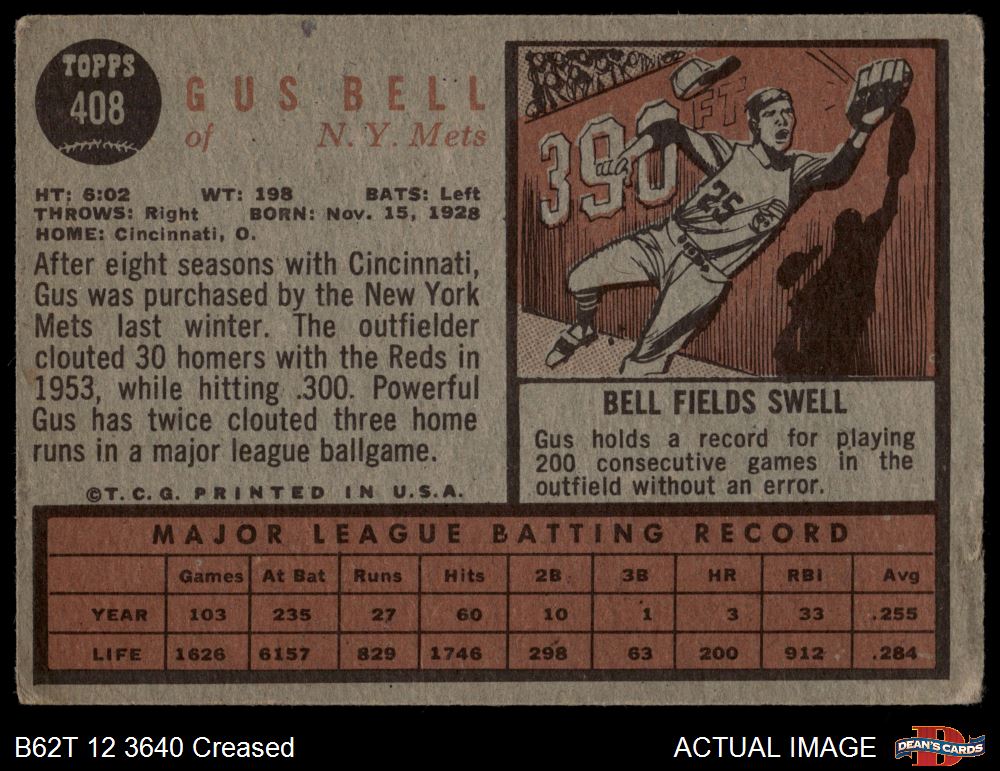 TOPPS
408
GUS BELL
of N. Y. Mets
HT: 6:02 WT: 198 BATS: Left
THROWS: Right BORN: Nov. 15, 1928
HOME: Cincinnati, O.
After eight seasons with Cincinnati,
Gus was purchased by the New York
Mets last winter. The outfielder
clouted 30 homers with the Reds in
1953, while hitting .300. Powerful
Gus has twice clouted three home
runs in a major league ballgame.
©T.C.G. PRINTED IN U.S.A.
390 FT.
25
BELL FIELDS SWELL
Gus holds a record for playing
200 consecutive games in the
outfield without an error.
MAJOR LEAGUE BATTING RECORD
Games At Bat Runs Hits 2B 3B HR RBI Avg
YEAR 103 235 27 60 10 1 3 33 .255
LIFE 1626 6157 829 1746 298 63 200 912 .284
B62T 12 3640 Creased
ACTUAL IMAGE
DEAN'S CARDS